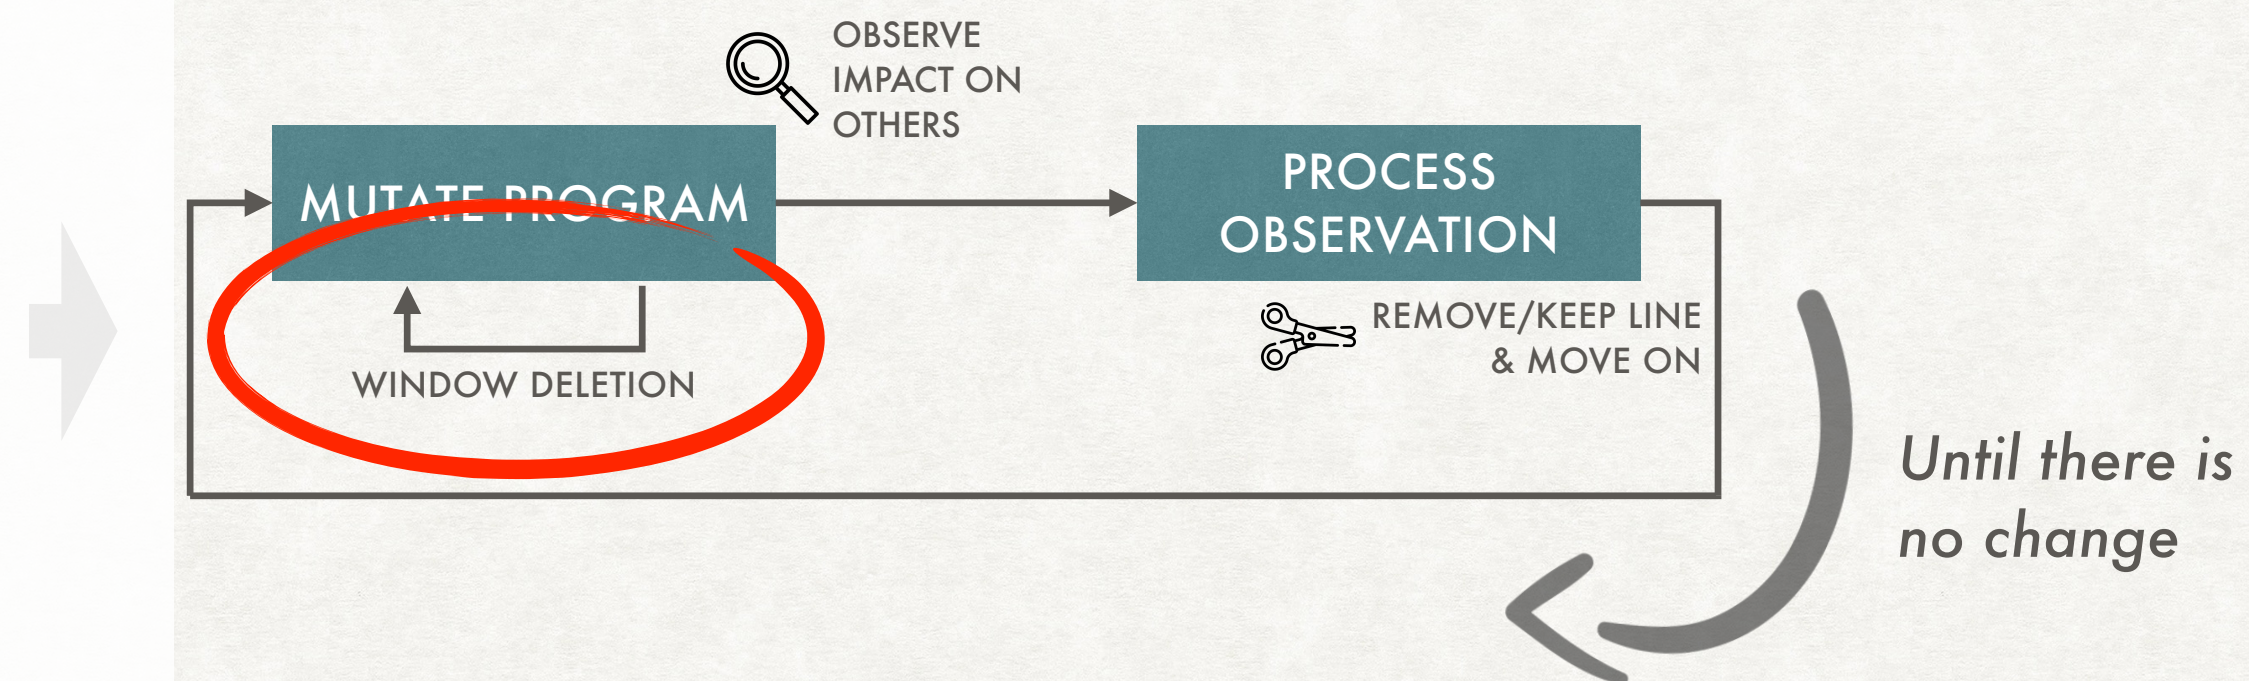 OBSERVE
IMPACT ON
OTHERS
MUTATE PROGRAM
PROCESS
OBSERVATION
WINDOW DELETION
REMOVE/KEEP LINE
& MOVE ON
Until there is
no change